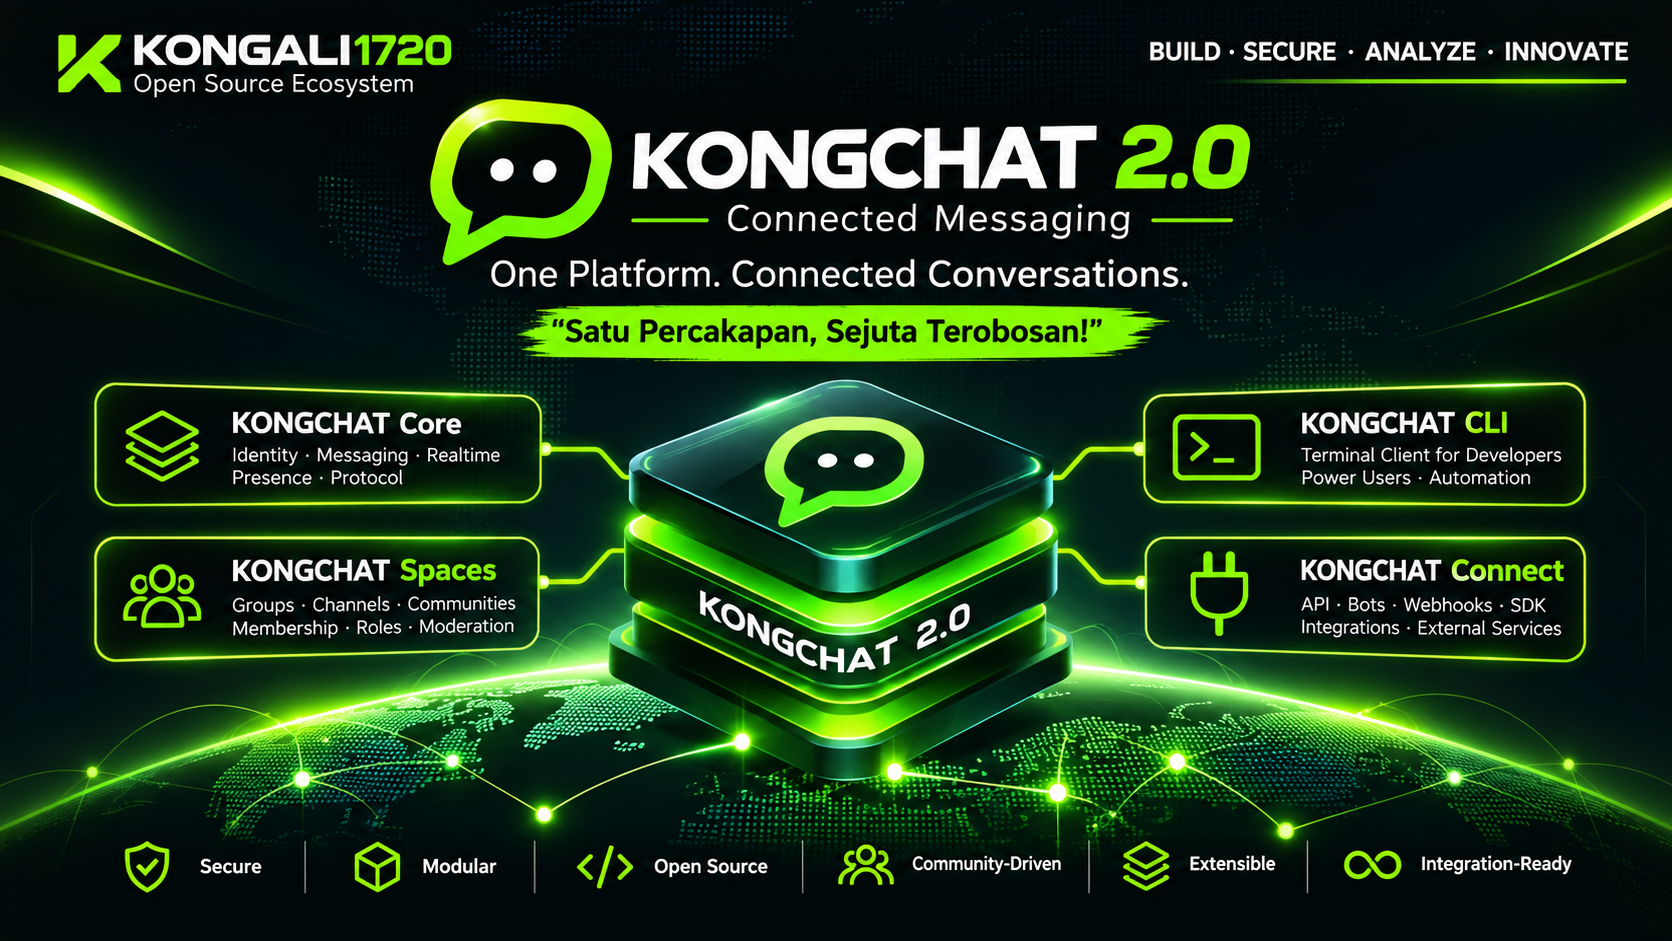 KONGALI1720
Open Source Ecosystem
BUILD · SECURE · ANALYZE · INNOVATE
KONGCHAT 2.0
Connected Messaging
One Platform. Connected Conversations.
“Satu Percakapan, Sejuta Terobosan!”
KONGCHAT Core
Identity · Messaging · Realtime
Presence · Protocol
KONGCHAT Spaces
Groups · Channels · Communities
Membership · Roles · Moderation
KONGCHAT 2.0
KONGCHAT CLI
Terminal Client for Developers
Power Users · Automation
KONGCHAT Connect
API · Bots · Webhooks · SDK
Integrations · External Services
Secure
Modular
Open Source
Community-Driven
Extensible
Integration-Ready